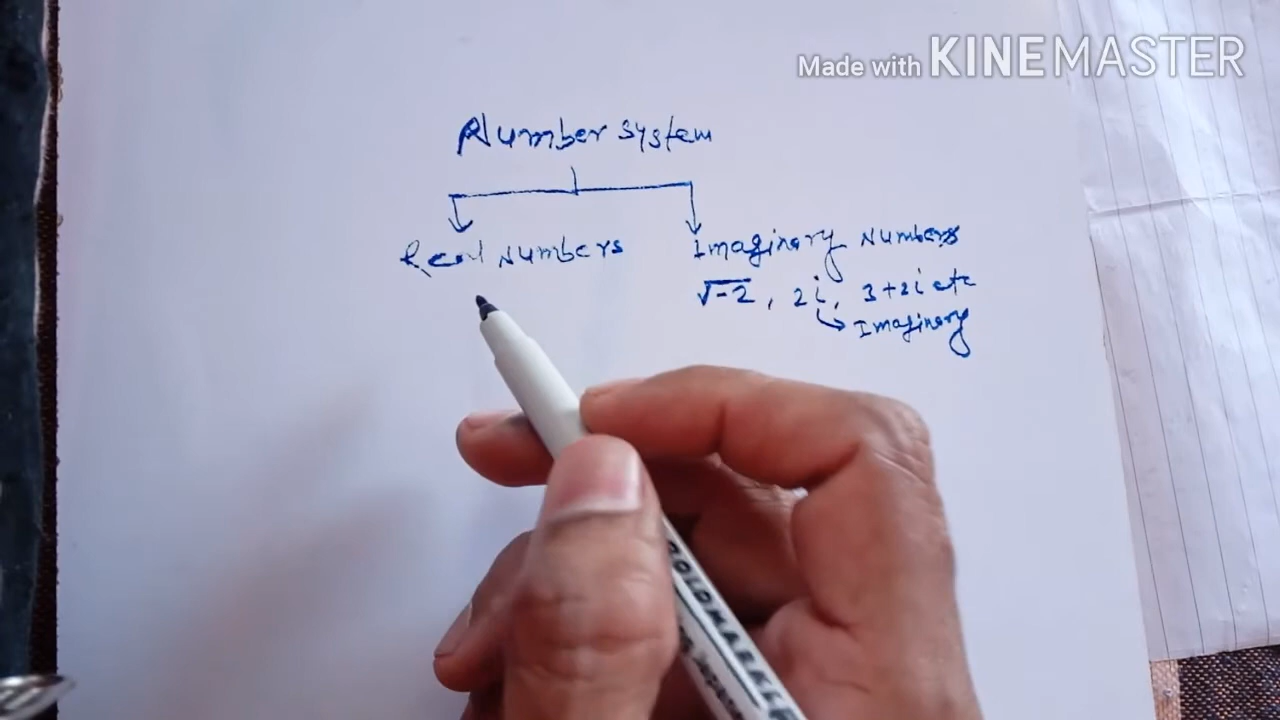 Made with KINEMASTER
Number system
Real Numbers
Imaginary Numbers
√-2, 2i, 3+2i etc
Imaginary